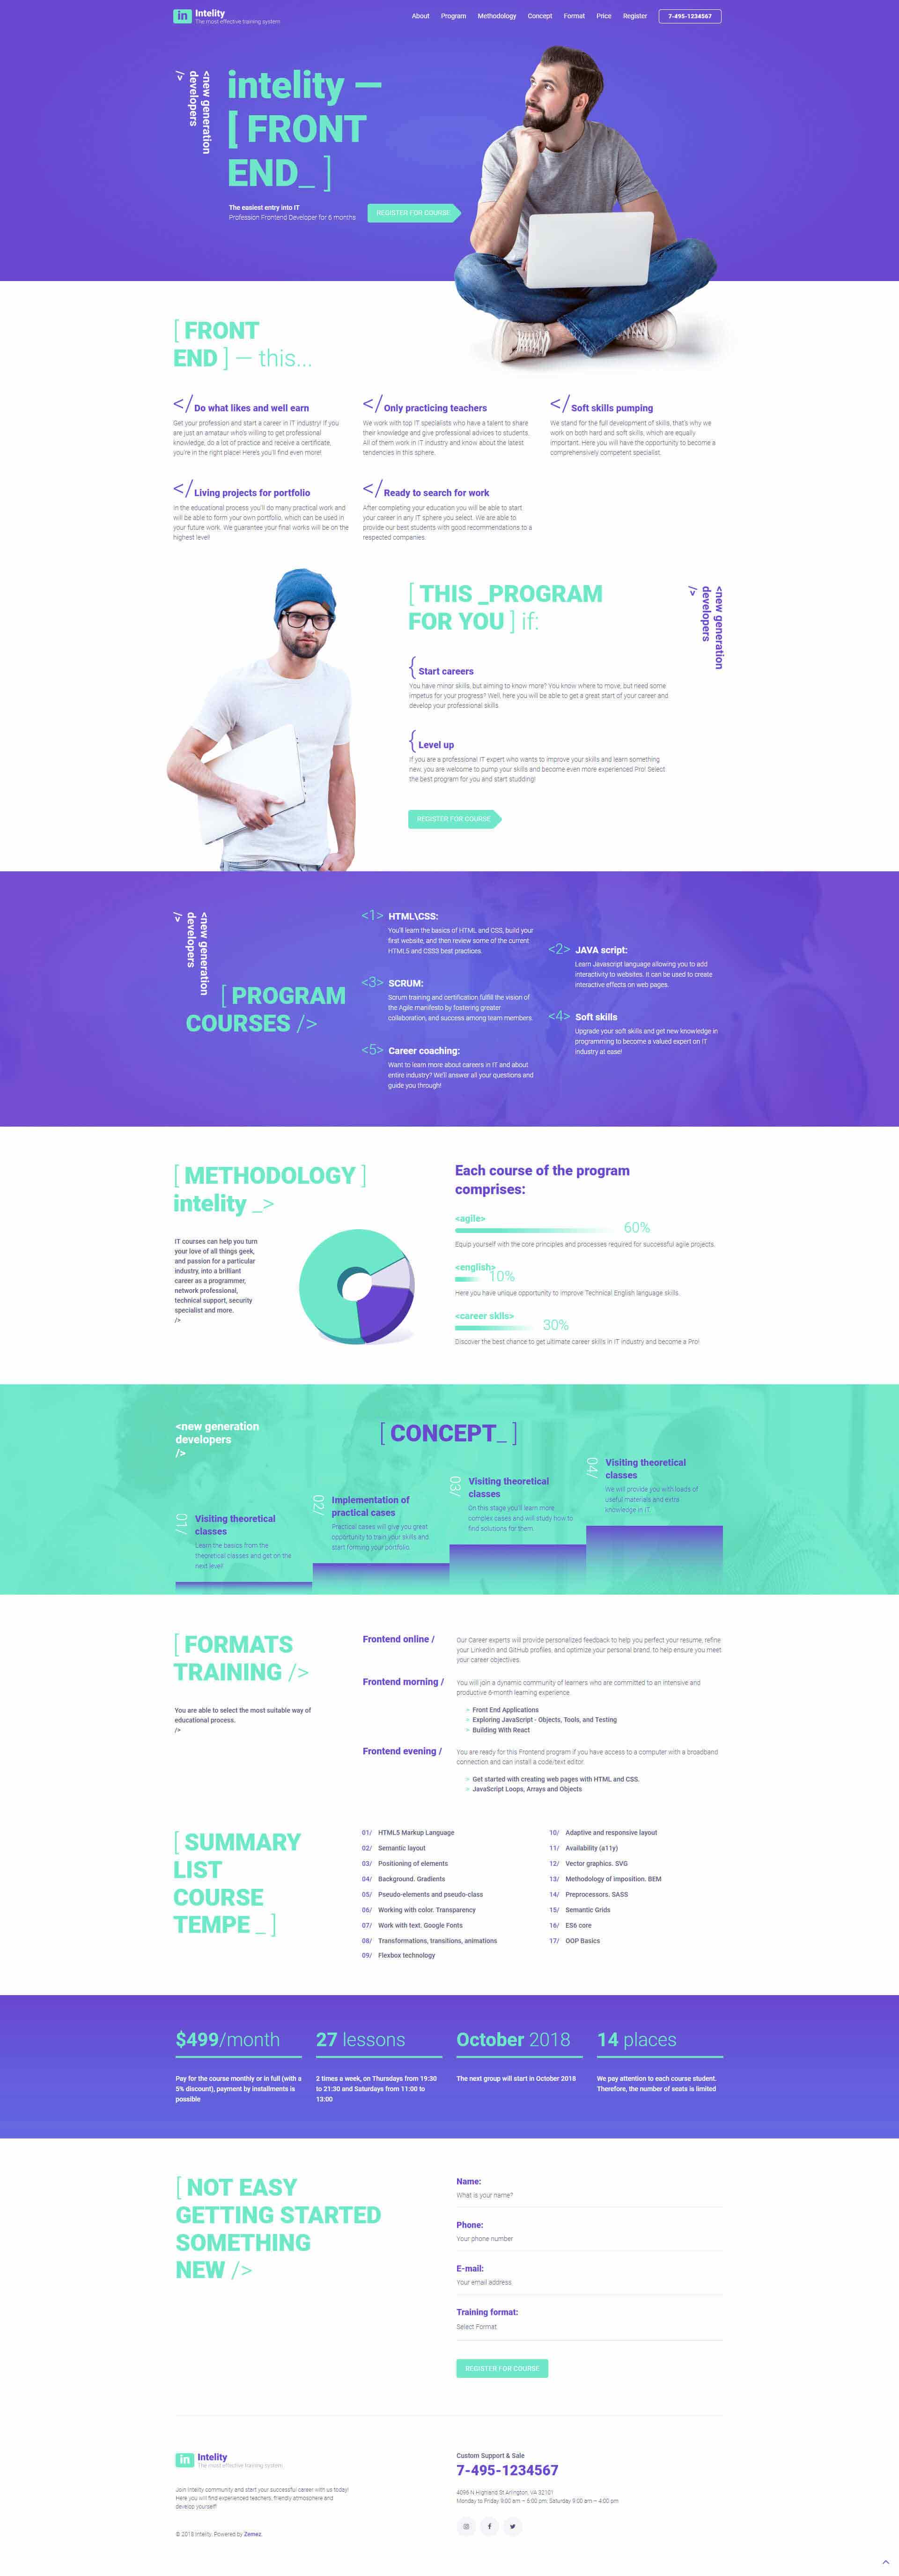 in Intelity
The most effective training system
About Program Methodology Concept Format Price Register 7-495-1234567
<new generation
developers
/>
intelity —
[ FRONT
END_ ]
The easiest entry into IT
Profession Frontend Developer for 6 months
REGISTER FOR COURSE
[ FRONT
END ] — this...
</ Do what likes and well earn
Get your profession and start a career in IT industry! If you
are just an amateur who's willing to get professional
knowledge, do a lot of practice and receive a certificate,
you're in the right place! Here's you'll find even more!
</ Only practicing teachers
We work with top IT specialists who have a talent to share
their knowledge and give professional advices to students.
All of them work in IT industry and know about the latest
tendencies in this sphere.
</ Soft skills pumping
We stand for the full development of skills, that's why we
work on both hard and soft skills, which are equally
important. Here you will have the opportunity to become a
comprehensively competent specialist.
</ Living projects for portfolio
In the educational process you'll do many practical work and
will be able to form your own portfolio, which can be used in
your future work. We guarantee your final works will be on the
highest level!
</ Ready to search for work
After completing your education you will be able to start
your career in any IT sphere you select. We are able to
provide our best students with good recommendations to a
respected companies.
[ THIS _PROGRAM
FOR YOU ] if:
<new generation
developers
/>
{ Start careers
You have minor skills, but aiming to know more? You know where to move, but need some
impetus for your progress? Well, here you will be able to get a great start of your career and
develop your professional skills.
{ Level up
If you are a professional IT expert who wants to improve your skills and learn something
new, you are welcome to pump your skills and become even more experienced Pro! Select
the best program for you and start studding!
REGISTER FOR COURSE
<new generation
developers
/>
[ PROGRAM
COURSES />
<1> HTML\CSS:
You'll learn the basics of HTML and CSS, build your
first website, and then review some of the current
HTML5 and CSS3 best practices.
<2> JAVA script:
Learn Javascript language allowing you to add
interactivity to websites. It can be used to create
interactive effects on web pages.
<3> SCRUM:
Scrum training and certification fulfill the vision of
the Agile manifesto by fostering greater
collaboration, and success among team members.
<4> Soft skills
Upgrade your soft skills and get new knowledge in
programming to become a valued expert on IT
industry at ease!
<5> Career coaching:
Want to learn more about careers in IT and about
entire industry? We'll answer all your questions and
guide you through!
[ METHODOLOGY ]
intelity _>
IT courses can help you turn
your love of all things geek,
and passion for a particular
industry, into a brilliant
career as a programmer,
network professional,
technical support, security
specialist and more.
/>
Each course of the program
comprises:
<agile>
60%
Equip yourself with the core principles and processes required for successful agile projects.
<english>
10%
Here you have unique opportunity to improve Technical English language skills.
<career sklls>
30%
Discover the best chance to get ultimate career skills in IT industry and become a Pro!
<new generation
developers
/>
[ CONCEPT_ ]
01/ Visiting theoretical
classes
Learn the basics from the
theoretical classes and get on the
next level!
02/ Implementation of
practical cases
Practical cases will give you great
opportunity to train your skills and
start forming your portfolio.
03/ Visiting theoretical
classes
On this stage you'll learn more
complex cases and will study how to
find solutions for them.
04/ Visiting theoretical
classes
We will provide you with loads of
useful materials and extra
knowledge in IT.
[ FORMATS
TRAINING />
You are able to select the most suitable way of
educational process.
/>
Frontend online /
Our Career experts will provide personalized feedback to help you perfect your resume, refine
your LinkedIn and GitHub profiles, and optimize your personal brand, to help ensure you meet
your career objectives.
Frontend morning /
You will join a dynamic community of learners who are committed to an intensive and
productive 6-month learning experience.
> Front End Applications
> Exploring JavaScript - Objects, Tools, and Testing
> Building With React
Frontend evening /
You are ready for this Frontend program if you have access to a computer with a broadband
connection and can install a code/text editor.
> Get started with creating web pages with HTML and CSS.
> JavaScript Loops, Arrays and Objects
[ SUMMARY
LIST
COURSE
TEMPE _ ]
01/ HTML5 Markup Language
02/ Semantic layout
03/ Positioning of elements
04/ Background. Gradients
05/ Pseudo-elements and pseudo-class
06/ Working with color. Transparency
07/ Work with text. Google Fonts
08/ Transformations, transitions, animations
09/ Flexbox technology
10/ Adaptive and responsive layout
11/ Availability (a11y)
12/ Vector graphics. SVG
13/ Methodology of imposition. BEM
14/ Preprocessors. SASS
15/ Semantic Grids
16/ ES6 core
17/ OOP Basics
$499/month
Pay for the course monthly or in full (with a
5% discount), payment by installments is
possible
27 lessons
2 times a week, on Thursdays from 19:30
to 21:30 and Saturdays from 11:00 to
13:00
October 2018
The next group will start in October 2018
14 places
We pay attention to each course student.
Therefore, the number of seats is limited
[ NOT EASY
GETTING STARTED
SOMETHING
NEW />
Name:
What is your name?
Phone:
Your phone number
E-mail:
Your email address
Training format:
Select Format
REGISTER FOR COURSE
in Intelity
The most effective training system
Join Intelity community and start your successful career with us today!
Here, you will find experienced teachers, friendly atmosphere and
develop yourself!
© 2018 Intelity. Powered by Zemez.
Custom Support & Sale
7-495-1234567
4096 N Highland St Arlington, VA 32101
Monday to Friday 9:00 am – 6:00 pm; Saturday 9:00 am – 4:00 pm